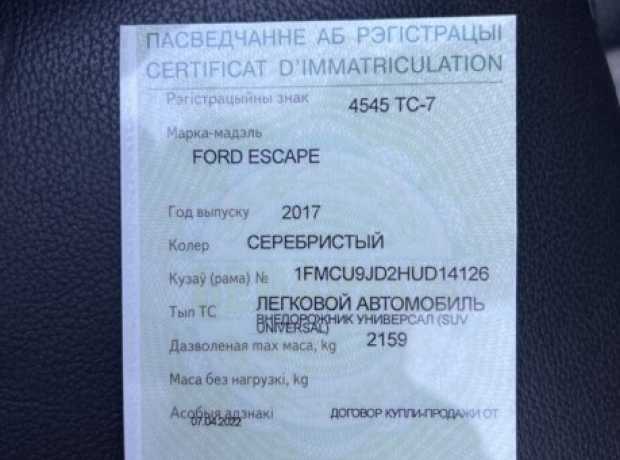 ПАСВЕДЧАННЕ АБ РЭГІСТРАЦЫІ
CERTIFICAT D'IMMATRICULATION
Рэгістрацыйны знак 4545 TC-7
Марка-мадэль
FORD ESCAPE
Год выпуску 2017
Колер СЕРЕБРИСТЫЙ
Кузаў (рама) № 1FMCU9JD2HUD14126
Тып ТС ЛЕГКОВОЙ АВТОМОБИЛЬ
ВНЕДОРОЖНИК УНИВЕРСАЛ (SUV
UNIVERSAL)
Дазволеная max маса, kg 2159
Маса без нагрузкі, kg
Асобыя адзнакі ДОГОВОР КУПЛИ-ПРОДАЖИ ОТ
07.04.2022